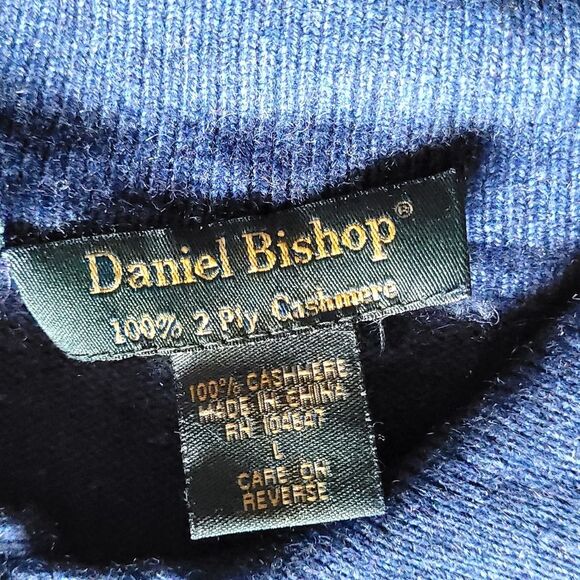 Daniel Bishop®
100% 2 Ply Cashmere
100% CASHMERE
MADE IN CHINA
RN 104647
L
CARE ON
REVERSE